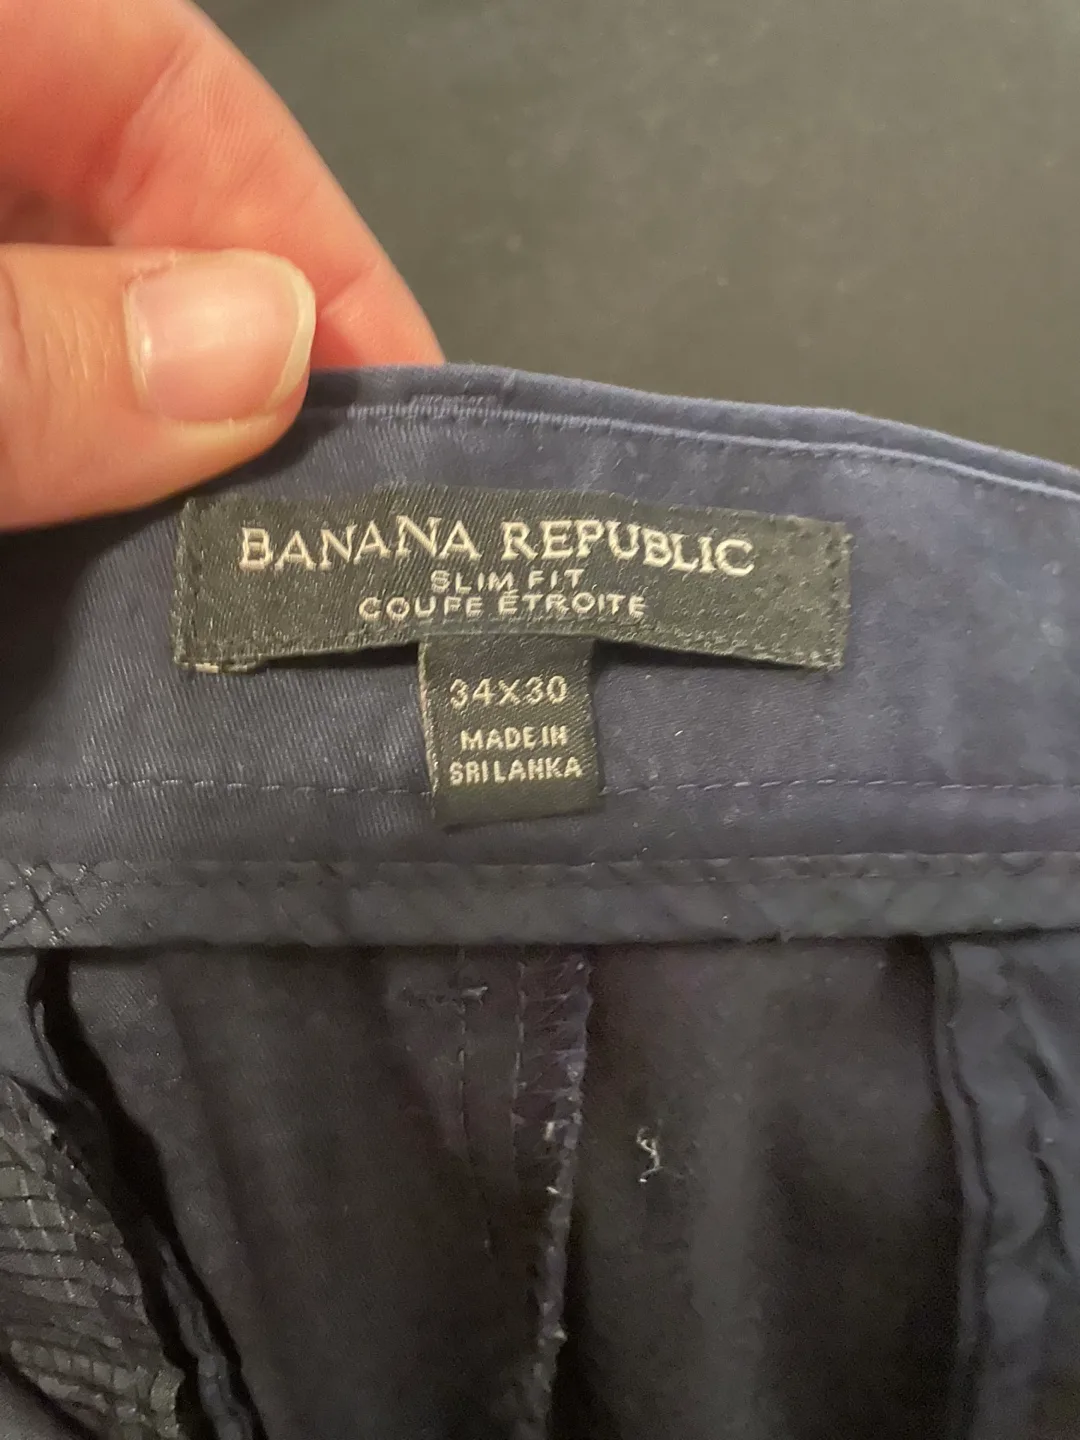 BANANA REPUBLIC
SLIM FIT
COUPE ÉTROITE
34X30
MADE IN
SRI LANKA